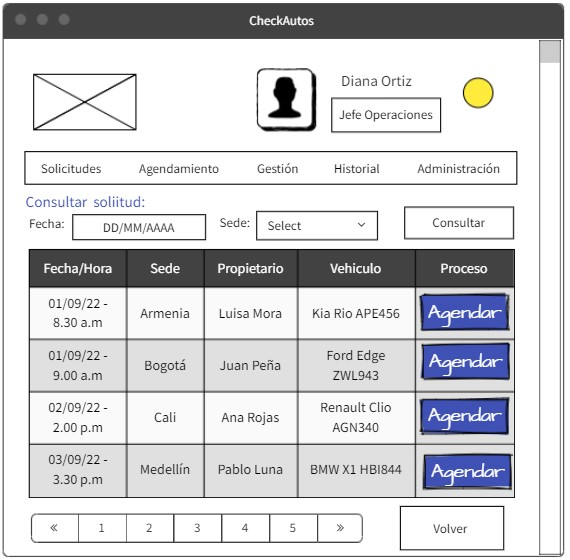 CheckAutos
Diana Ortiz
Jefe Operaciones
Solicitudes Agendamiento Gestión Historial Administración
Consultar soliitud:
Fecha: DD/MM/AAAA Sede: Select Consultar
Fecha/Hora Sede Propietario Vehiculo Proceso
01/09/22 -
8.30 a.m Armenia Luisa Mora Kia Rio APE456 Agendar
01/09/22 -
9.00 a.m Bogotá Juan Peña Ford Edge
ZWL943 Agendar
02/09/22 -
2.00 p.m Cali Ana Rojas Renault Clio
AGN340 Agendar
03/09/22 -
3.30 p.m Medellín Pablo Luna BMW X1 HBI844 Agendar
« 1 2 3 4 5 » Volver